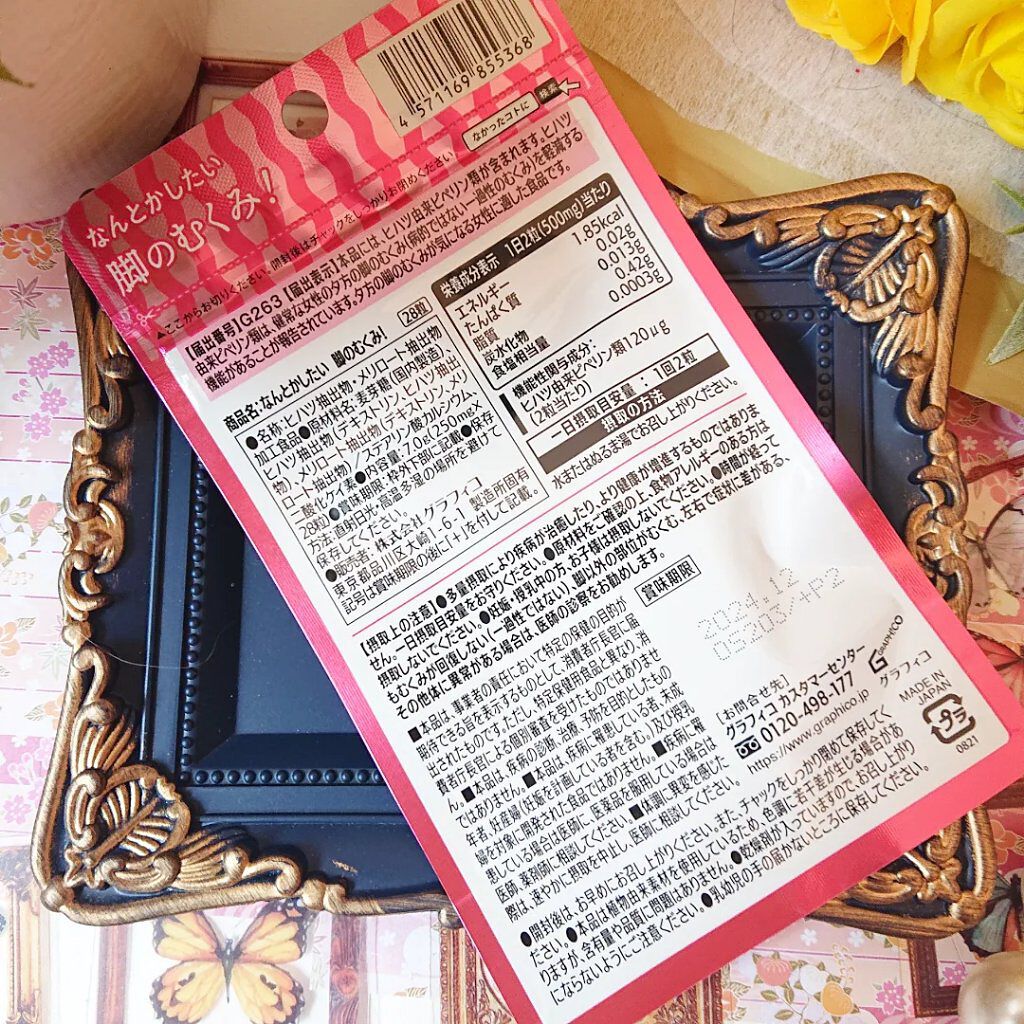 4 571169 855368
なかったコトに
検索
なんとかしたい
脚のむくみ!
▲ここからお切りください。開封後はチャックをしっかりお閉めください
【届出番号】G263【届出表示】本品には、ヒハツ由来ピペリン類が含まれます。ヒハツ
由来ピペリン類は、健常な女性の夕方の脚のむくみ(病的ではない一過性のむくみ)を軽減する
機能があることが報告されています。夕方の脚のむくみが気になる女性に適した食品です。
商品名:なんとかしたい 脚のむくみ!
28粒
●名称:ヒハツ抽出物・メリロート抽出物
加工食品●原材料名:麦芽糖(国内製造)、
ヒハツ抽出物(デキストリン、ヒハツ抽出
物)、メリロート抽出物(デキストリン、メリ
ロート抽出物)/ステアリン酸カルシウム、
二酸化ケイ素●内容量:7.0g(250mg×
28粒)●賞味期限:枠外下部に記載●保存
方法:直射日光・高温多湿の場所を避けて
保存してください。
●販売者:株式会社グラフィコ
東京都品川区大崎1-6-1 製造所固有
記号は賞味期限の後に[+]を付して記載。
栄養成分表示 1日2粒(500mg)当たり
エネルギー 1.85kcal
たんぱく質 0.02g
脂質 0.013g
炭水化物 0.42g
食塩相当量 0.0003g
機能性関与成分:
ヒハツ由来ピペリン類120μg
(2粒当たり)
一日摂取目安量:1回2粒
摂取の方法
水またはぬるま湯でお召し上がりください。
【摂取上の注意】●多量摂取により疾病が治癒したり、より健康が増進するものではありま
せん。一日摂取目安量をお守りください。●原材料をご確認の上、食物アレルギーのある方は
摂取しないでください。●妊娠・授乳中の方、お子様は摂取しないでください。●時間が経って
もむくみが回復しない(一過性ではない)、脚以外の部位がむくむ、左右で症状に差がある、
その他体に異常がある場合は、医師の診察をお勧めします。
賞味期限
2024.12
05203/+P2
■本品は、事業者の責任において特定の保健の目的が
期待できる旨を表示するものとして、消費者庁長官に届
出されたものです。ただし、特定保健用食品と異なり、消
費者庁長官による個別審査を受けたものではありませ
ん。■本品は、疾病の診断、治療、予防を目的としたもの
ではありません。■本品は、疾病に罹患している者、未成
年者、妊産婦(妊娠を計画している者を含む。)及び授乳
婦を対象に開発された食品ではありません。■疾病に罹
患している場合は医師に、医薬品を服用している場合は
医師、薬剤師に相談してください。■体調に異変を感じた
際は、速やかに摂取を中止し、医師に相談してください。
【お問合せ先】
グラフィコ カスタマーセンター
0120-498-177
https://www.graphico.jp
GRAPHICO
グラフィコ
MADE IN
JAPAN
プラ
0821
●開封後は、お早めにお召し上がりください。また、チャックをしっかり閉めて保存してく
ださい。●本品は植物由来素材を使用しているため、色調に若干差が生じる場合があ
りますが、含有量や品質に問題はありません。●乾燥剤が入っていますので、お召し上がり
にならないようにご注意ください。●乳幼児の手の届かないところに保存してください。